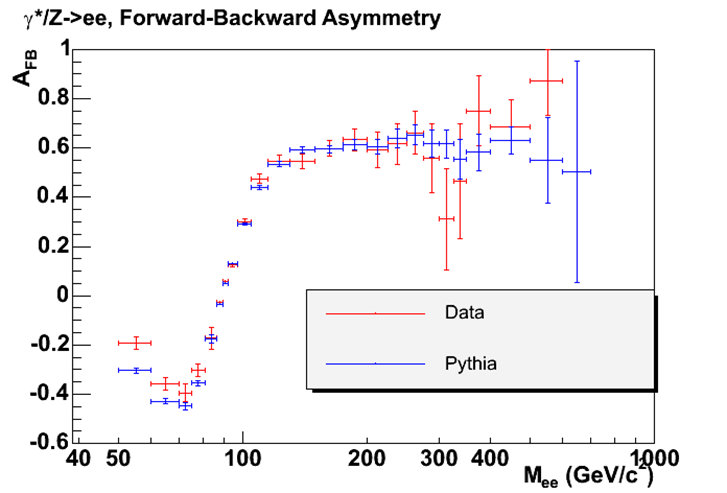 γ*/Z->ee, Forward-Backward Asymmetry
A_FB
1
0.8
0.6
0.4
0.2
0
-0.2
-0.4
-0.6
Data
Pythia
40 50 100 200 300 400 1000
M_ee (GeV/c²)